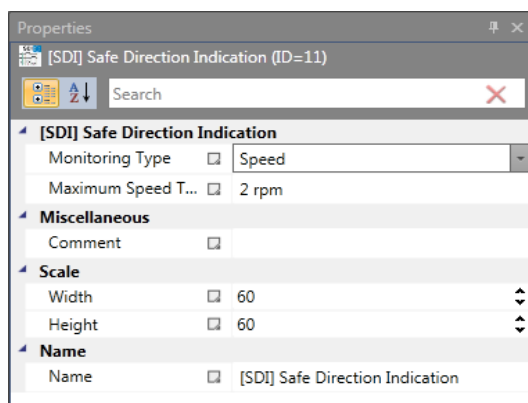 Properties
[SDI] Safe Direction Indication (ID=11)
Search
[SDI] Safe Direction Indication
Monitoring Type Speed
Maximum Speed T... 2 rpm
Miscellaneous
Comment
Scale
Width 60
Height 60
Name
Name [SDI] Safe Direction Indication